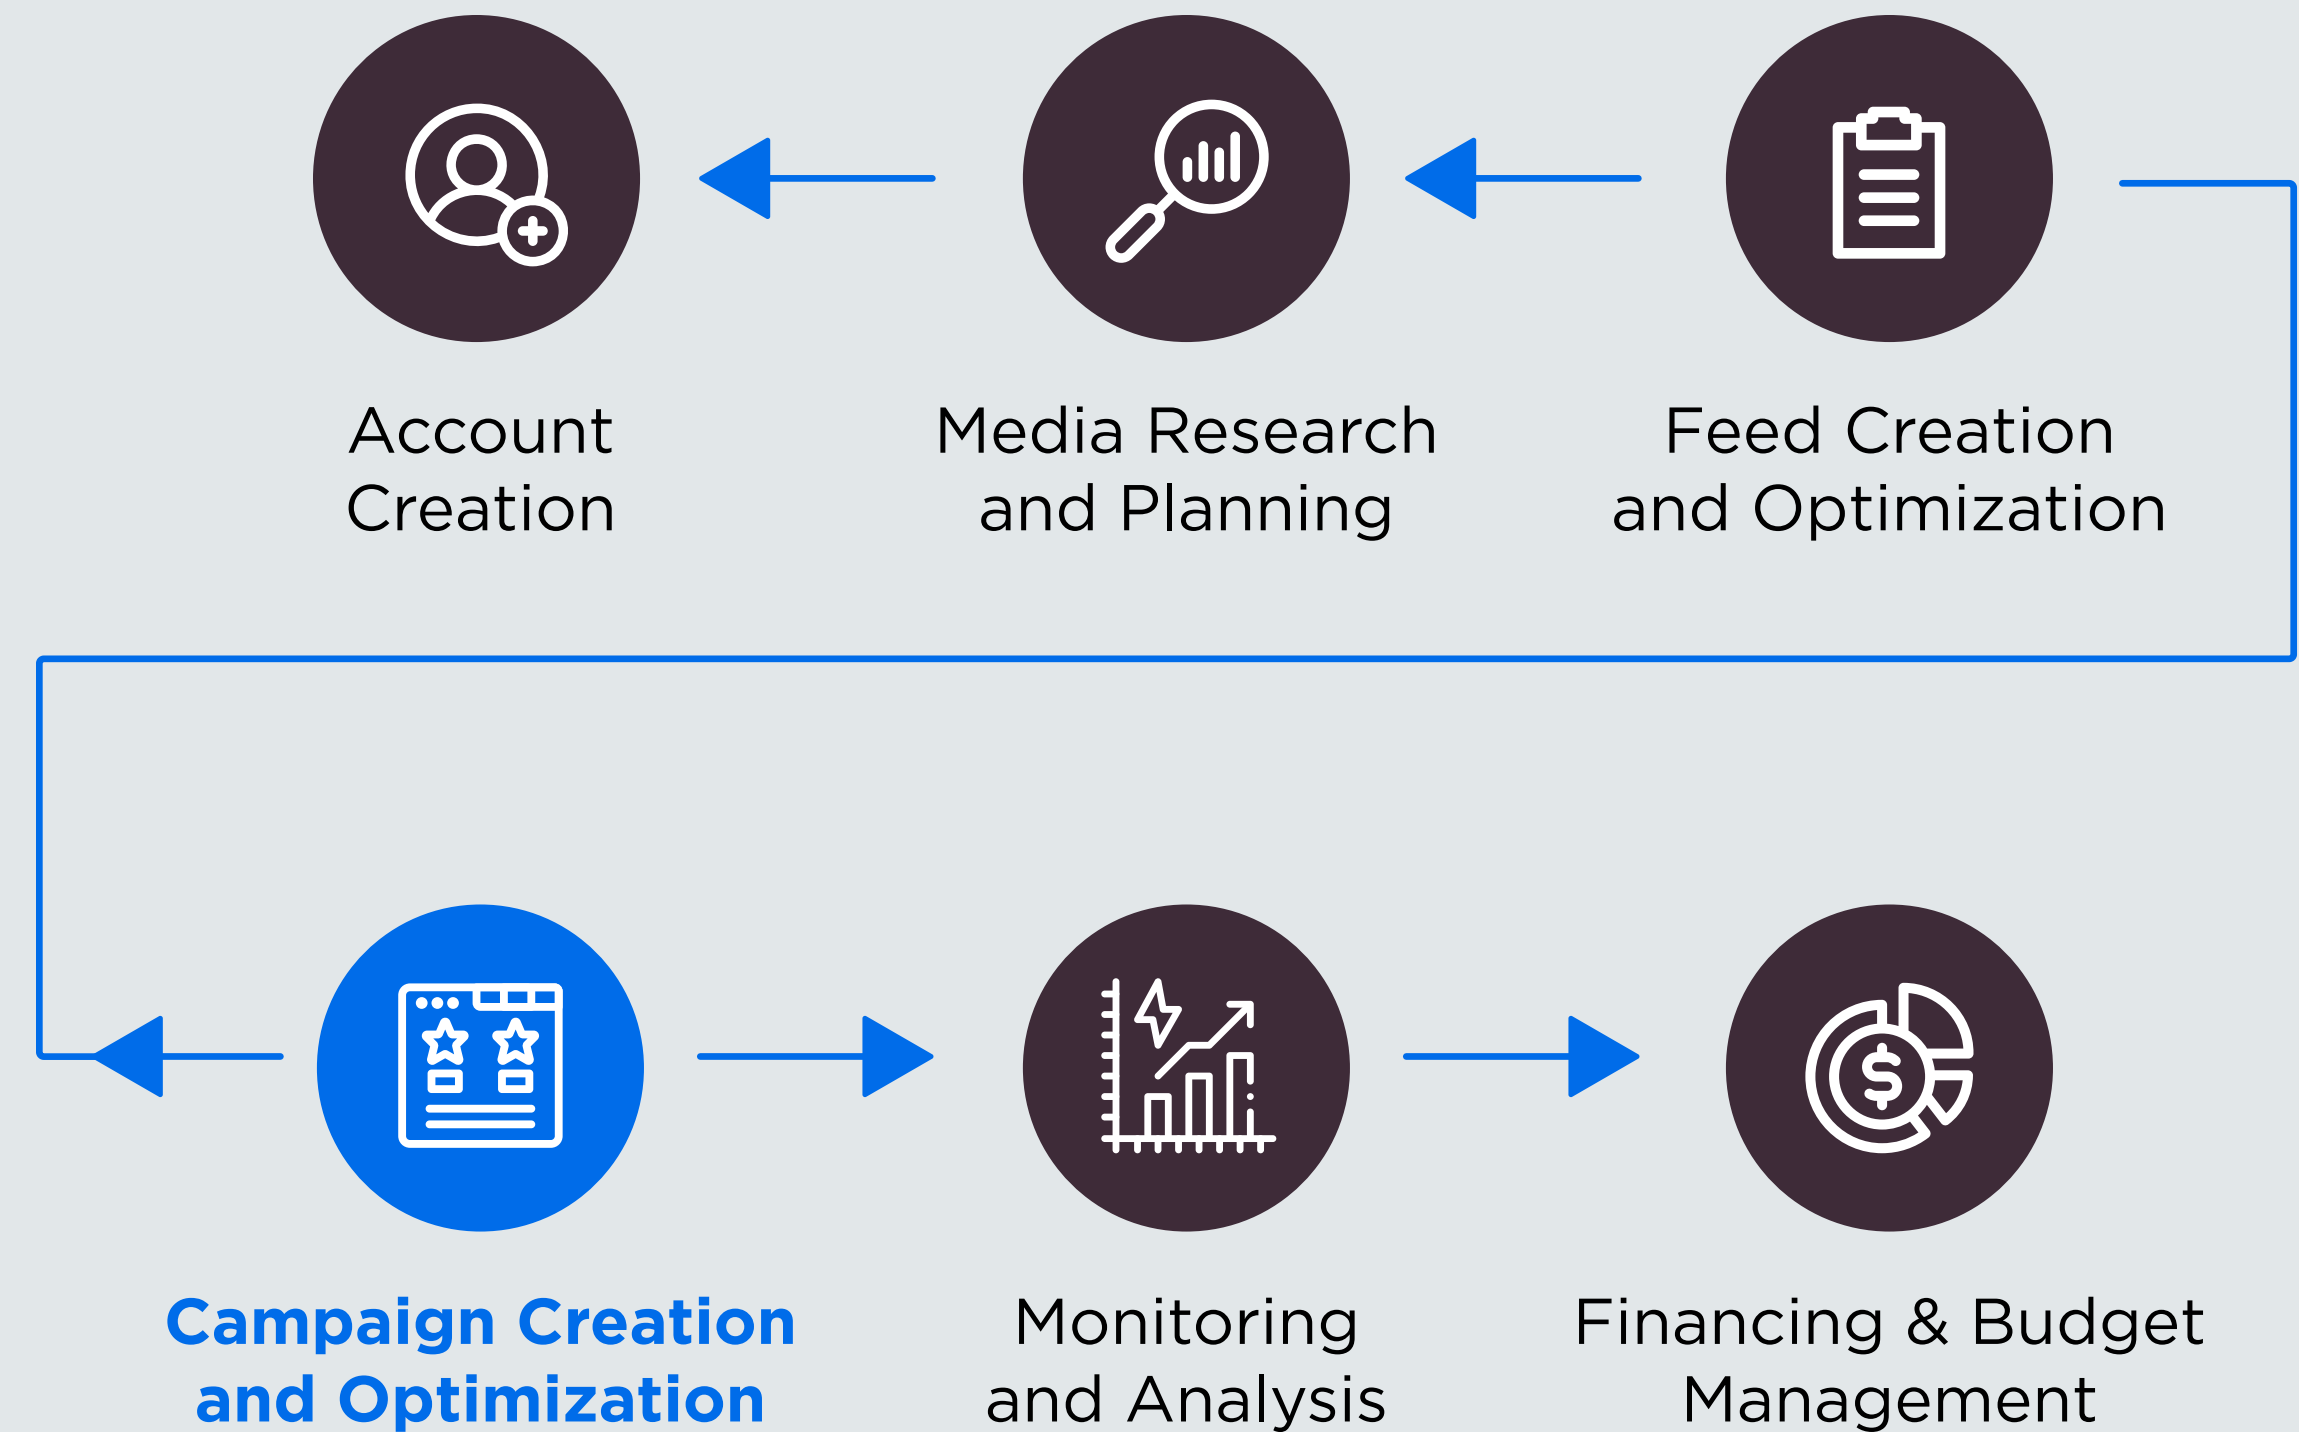 Account
Creation
Media Research
and Planning
Feed Creation
and Optimization
Campaign Creation
and Optimization
Monitoring
and Analysis
Financing & Budget
Management